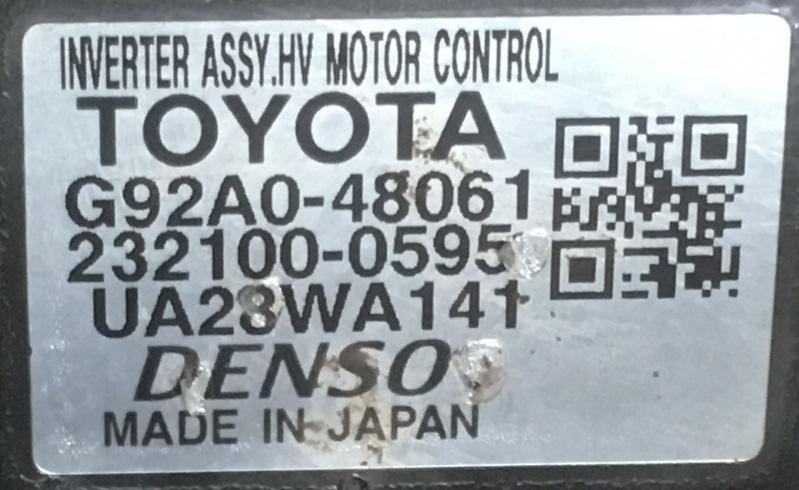 INVERTER ASSY.HV MOTOR CONTROL
TOYOTA
G92A0-48061
232100-0595
UA28WA141
DENSO
MADE IN JAPAN